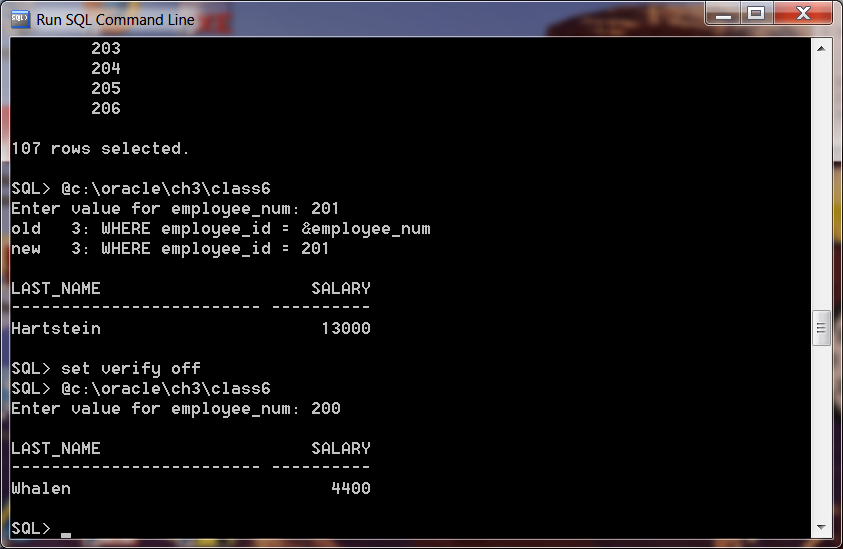 Run SQL Command Line
203
204
205
206
107 rows selected.
SQL> @c:\oracle\ch3\class6
Enter value for employee_num: 201
old   3: WHERE employee_id = &employee_num
new   3: WHERE employee_id = 201
LAST_NAME                     SALARY
------------------------- ----------
Hartstein                      13000
SQL> set verify off
SQL> @c:\oracle\ch3\class6
Enter value for employee_num: 200
LAST_NAME                     SALARY
------------------------- ----------
Whalen                          4400
SQL> _